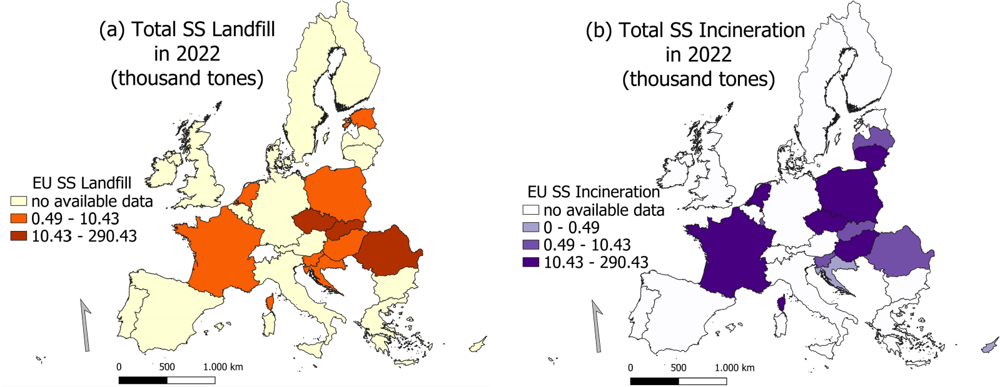 (a) Total SS Landfill
in 2022
(thousand tones)
EU SS Landfill
no available data
0.49 - 10.43
10.43 - 290.43
0 500 1.000 km
(b) Total SS Incineration
in 2022
(thousand tones)
EU SS Incineration
no available data
0 - 0.49
0.49 - 10.43
10.43 - 290.43
0 500 1.000 km